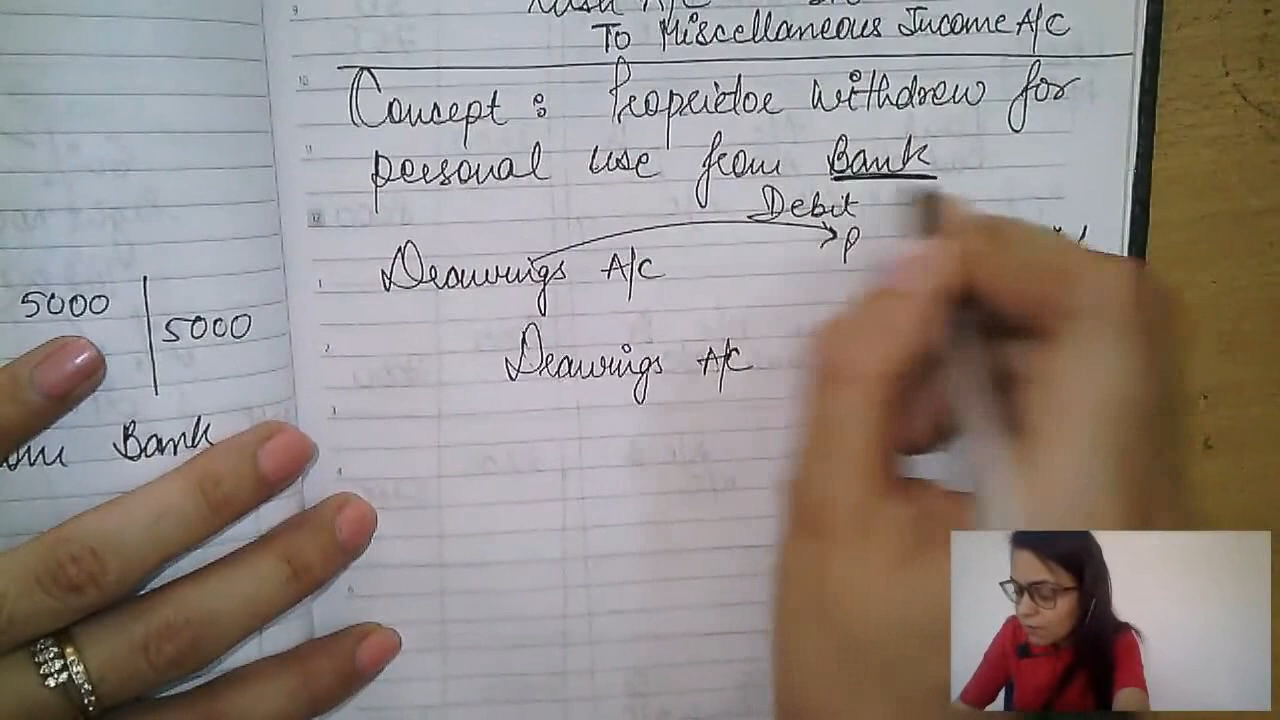 To Miscellaneous Income A/C
Concept : Proprietor withdrew for
personal use from Bank
Debit
P
Drawings A/C
5000
5000
Drawings A/C
Bank